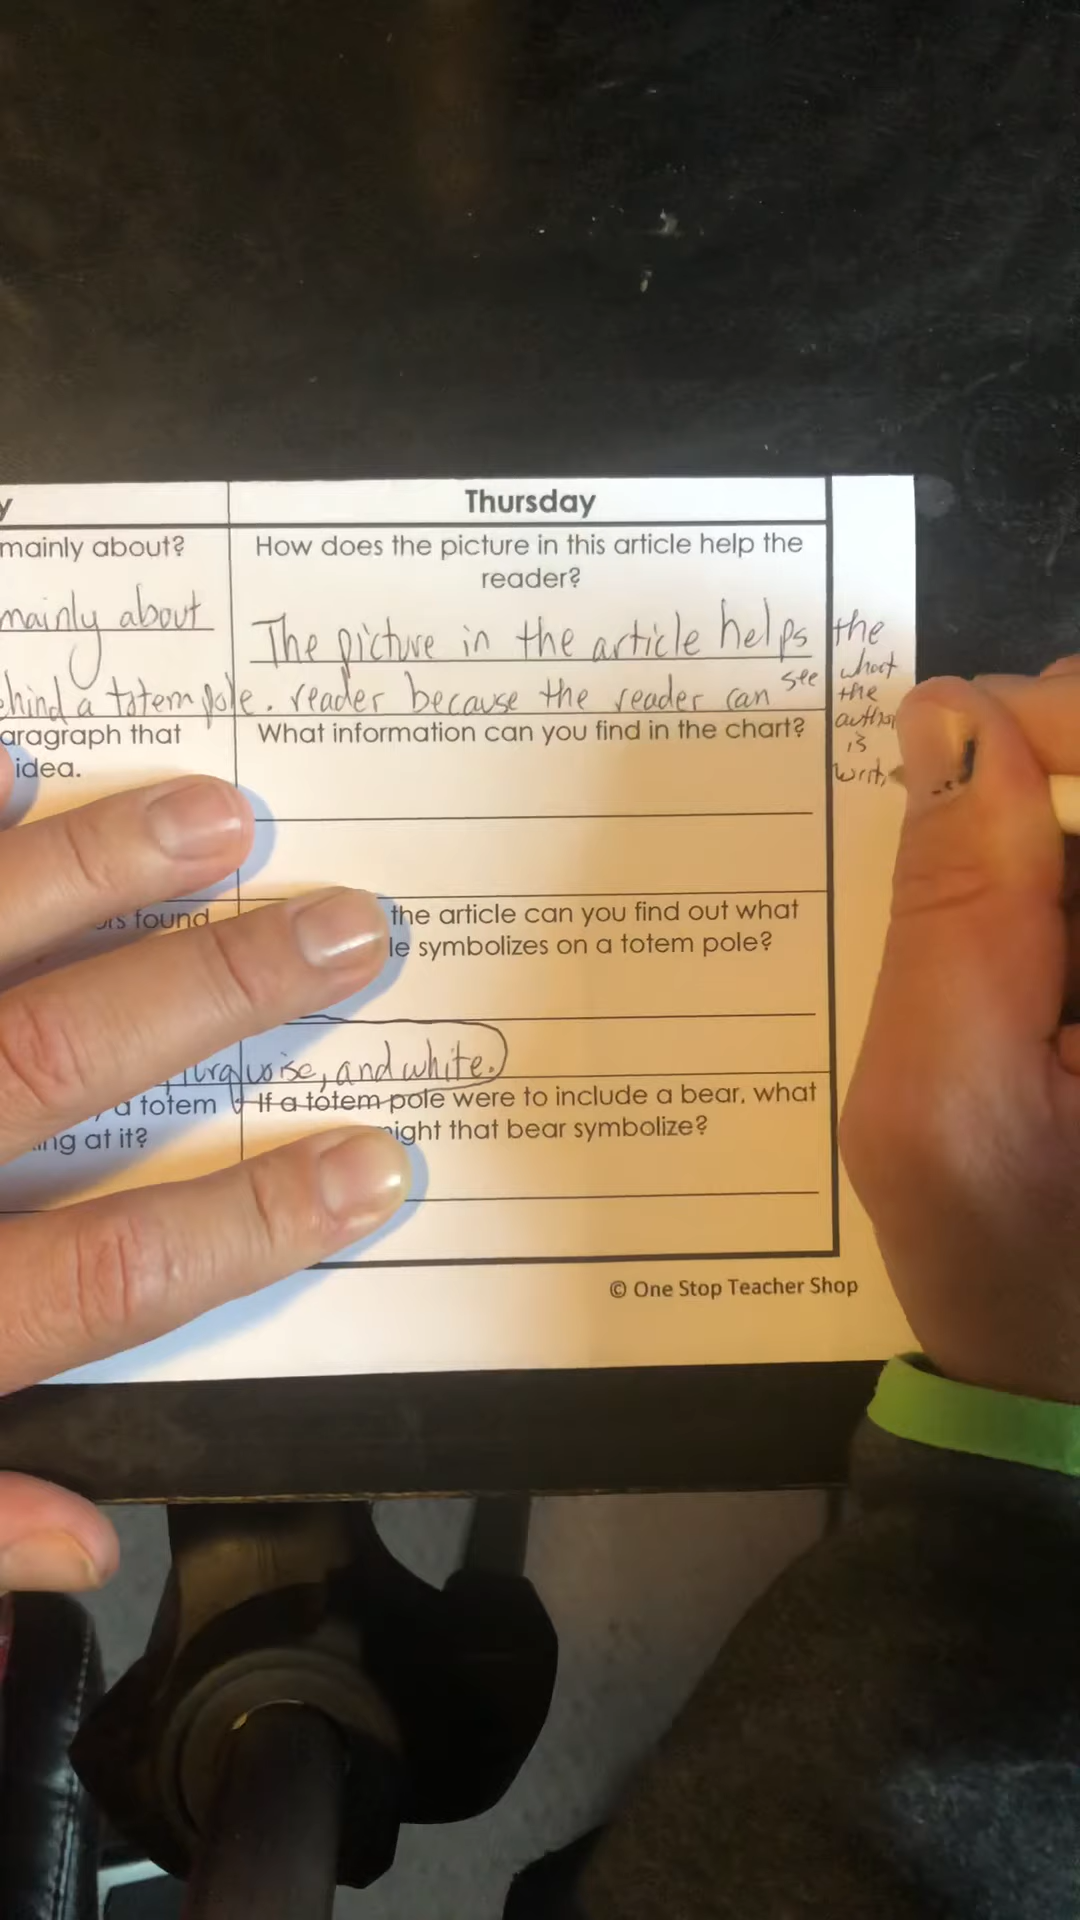 y
Thursday
mainly about?
How does the picture in this article help the
reader?
mainly about
The picture in the article helps the
behind a totem pole. reader because the reader can see what
the
author
is
aragraph that
idea.
What information can you find in the chart?
found
the article can you find out what
le symbolizes on a totem pole?
turquoise, and white.
a totem
ing at it?
If a totem pole were to include a bear, what
ight that bear symbolize?
© One Stop Teacher Shop